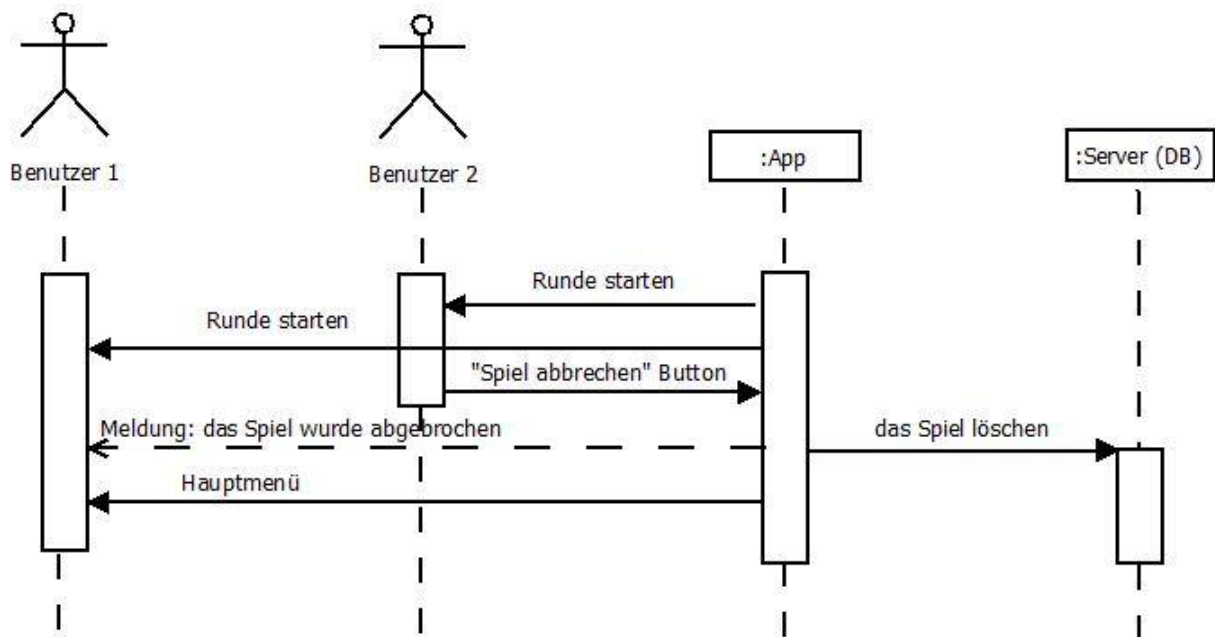 Benutzer 1
Benutzer 2
:App
:Server (DB)
Runde starten
Runde starten
"Spiel abbrechen" Button
Meldung: das Spiel wurde abgebrochen
das Spiel löschen
Hauptmenü